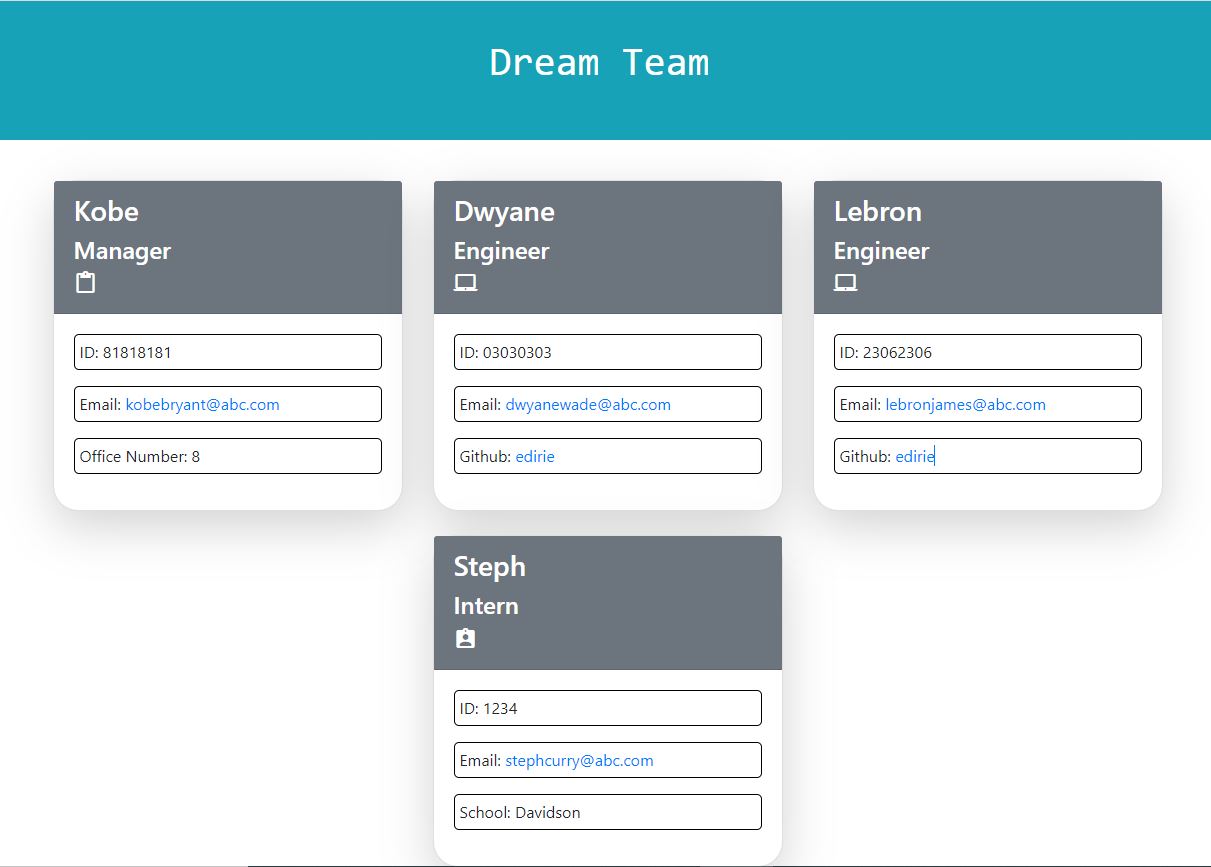 Dream Team
Kobe
Manager
ID: 81818181
Email: kobebryant@abc.com
Office Number: 8
Dwyane
Engineer
ID: 03030303
Email: dwyanewade@abc.com
Github: edirie
Lebron
Engineer
ID: 23062306
Email: lebronjames@abc.com
Github: edirie
Steph
Intern
ID: 1234
Email: stephcurry@abc.com
School: Davidson